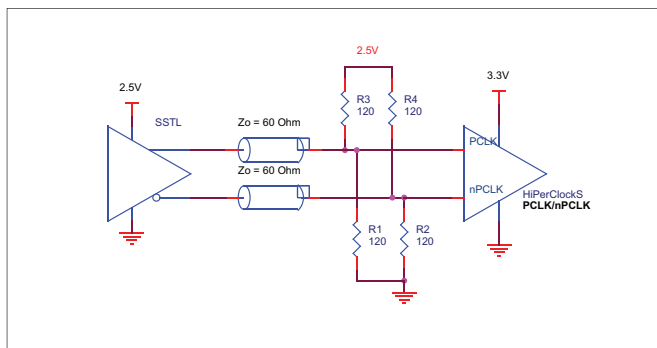 2.5V
3.3V
2.5V
SSTL
Zo = 60 Ohm
R3
120
R4
120
PCLK
Zo = 60 Ohm
nPCLK
HiPerClockS
PCLK/nPCLK
R1
120
R2
120